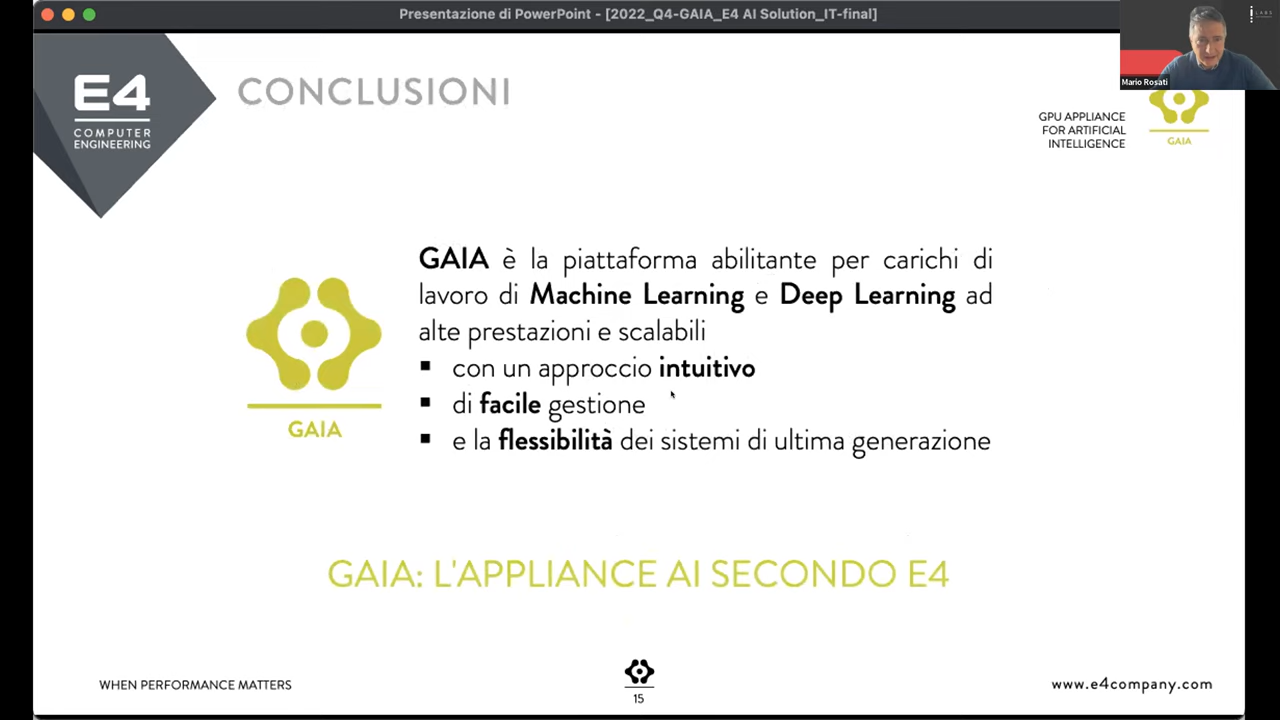 Presentazione di PowerPoint - [2022_Q4-GAIA_E4 AI Solution_IT-final]
Mario Rosati
E4
COMPUTER
ENGINEERING
CONCLUSIONI
GPU APPLIANCE
FOR ARTIFICIAL
INTELLIGENCE
GAIA
GAIA è la piattaforma abilitante per carichi di
lavoro di Machine Learning e Deep Learning ad
alte prestazioni e scalabili
▪ con un approccio intuitivo
▪ di facile gestione
▪ e la flessibilità dei sistemi di ultima generazione
GAIA
GAIA: L'APPLIANCE AI SECONDO E4
WHEN PERFORMANCE MATTERS
15
www.e4company.com